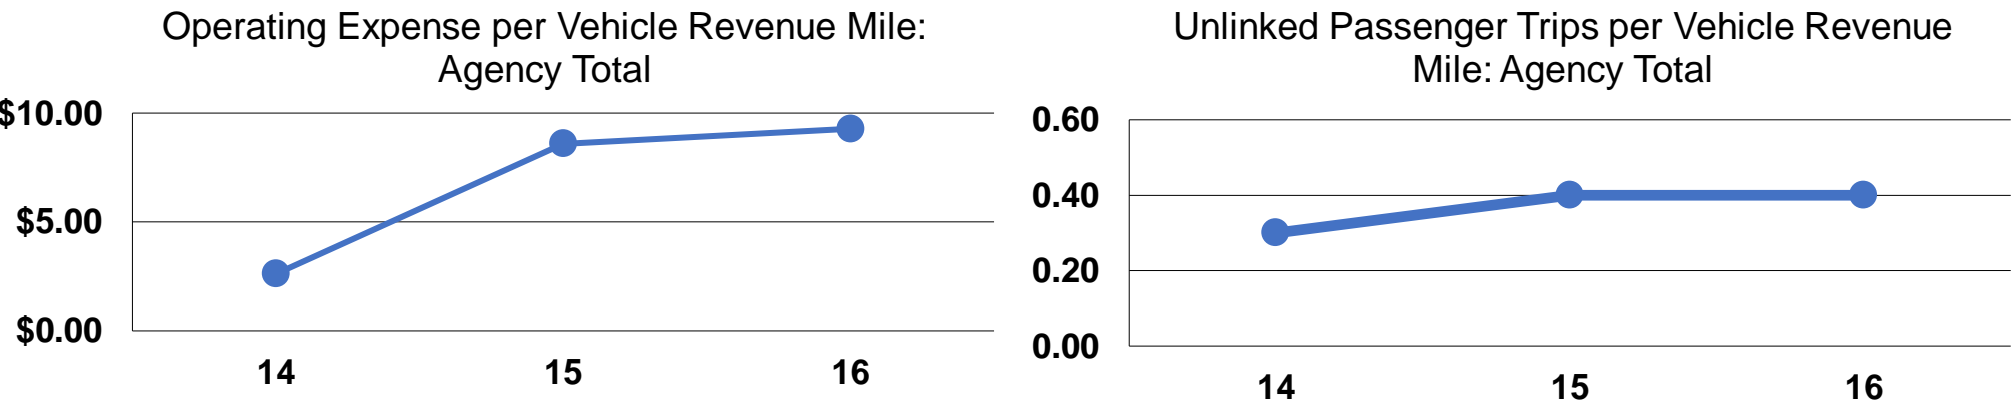 Operating Expense per Vehicle Revenue Mile:
Agency Total
$10.00
$5.00
$0.00
14 15 16
Unlinked Passenger Trips per Vehicle Revenue
Mile: Agency Total
0.60
0.40
0.20
0.00
14 15 16